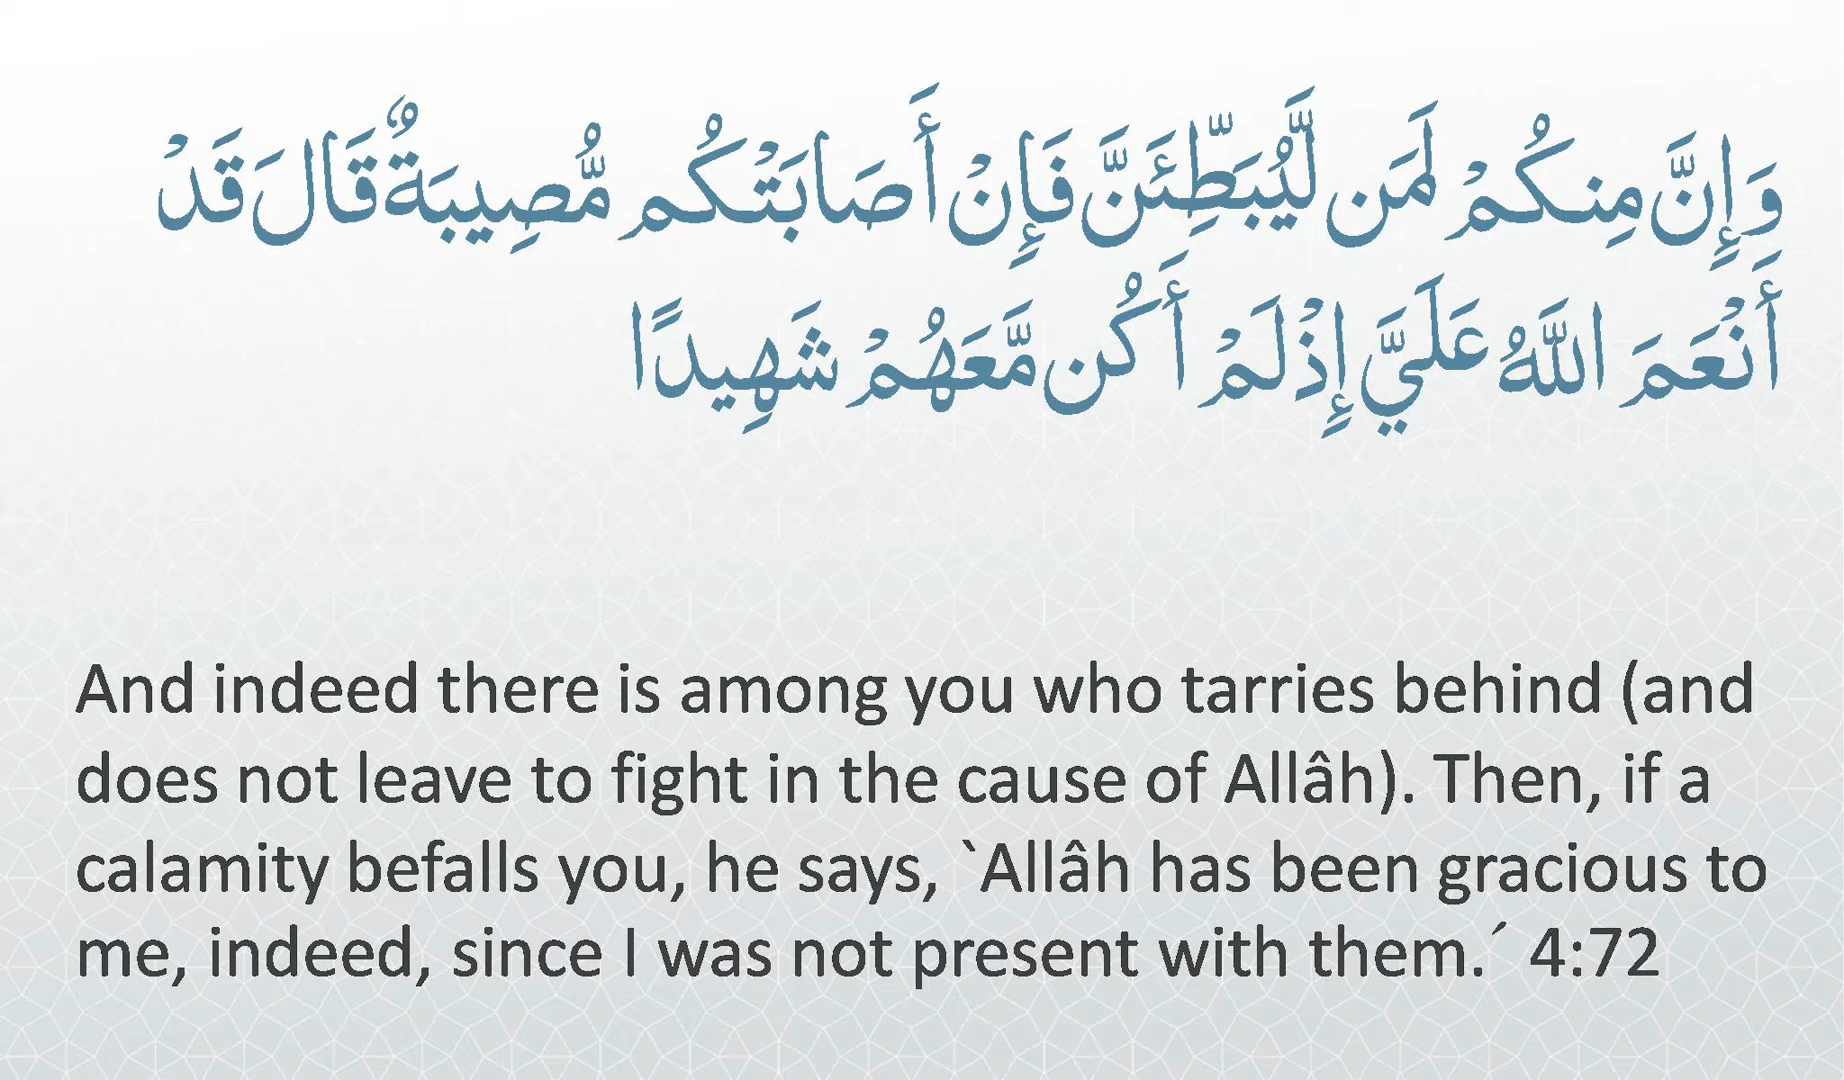 وَإِنَّ مِنكُمْ لَمَن لَّيُبَطِّئَنَّ فَإِنْ أَصَابَتْكُم مُّصِيبَةٌ قَالَ قَدْ
أَنْعَمَ اللَّهُ عَلَيَّ إِذْ لَمْ أَكُن مَّعَهُمْ شَهِيدًا
And indeed there is among you who tarries behind (and
does not leave to fight in the cause of Allâh). Then, if a
calamity befalls you, he says, `Allâh has been gracious to
me, indeed, since I was not present with them.´ 4:72